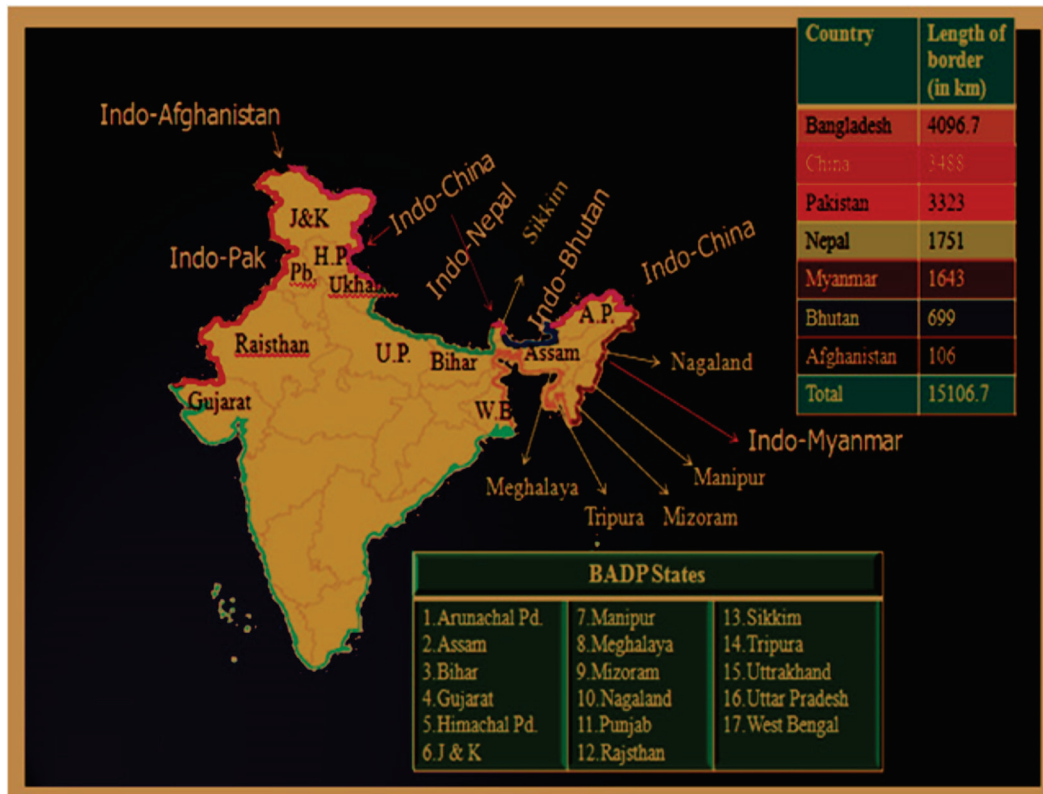 Country Length of
border
(in km)
Bangladesh 4096.7
China 3488
Pakistan 3323
Nepal 1751
Myanmar 1643
Bhutan 699
Afghanistan 106
Total 15106.7
Indo-Afghanistan
Indo-China
Indo-Nepal
Sikkim
Indo-Bhutan
Indo-China
J&K
Indo-Pak
H.P.
Pb.
A.P.
Rajsthan
U.P.
Bihar
Assam
Nagaland
Gujarat
Indo-Myanmar
Manipur
Meghalaya
Tripura
Mizoram
BADP States
1.Arunachal Pd.
2.Assam
3.Bihar
4.Gujarat
5.Himachal Pd.
6.J & K
7.Manipur
8.Meghalaya
9.Mizoram
10.Nagaland
11.Punjab
12.Rajsthan
13.Sikkim
14.Tripura
15.Uttrakhand
16.Uttar Pradesh
17.West Bengal